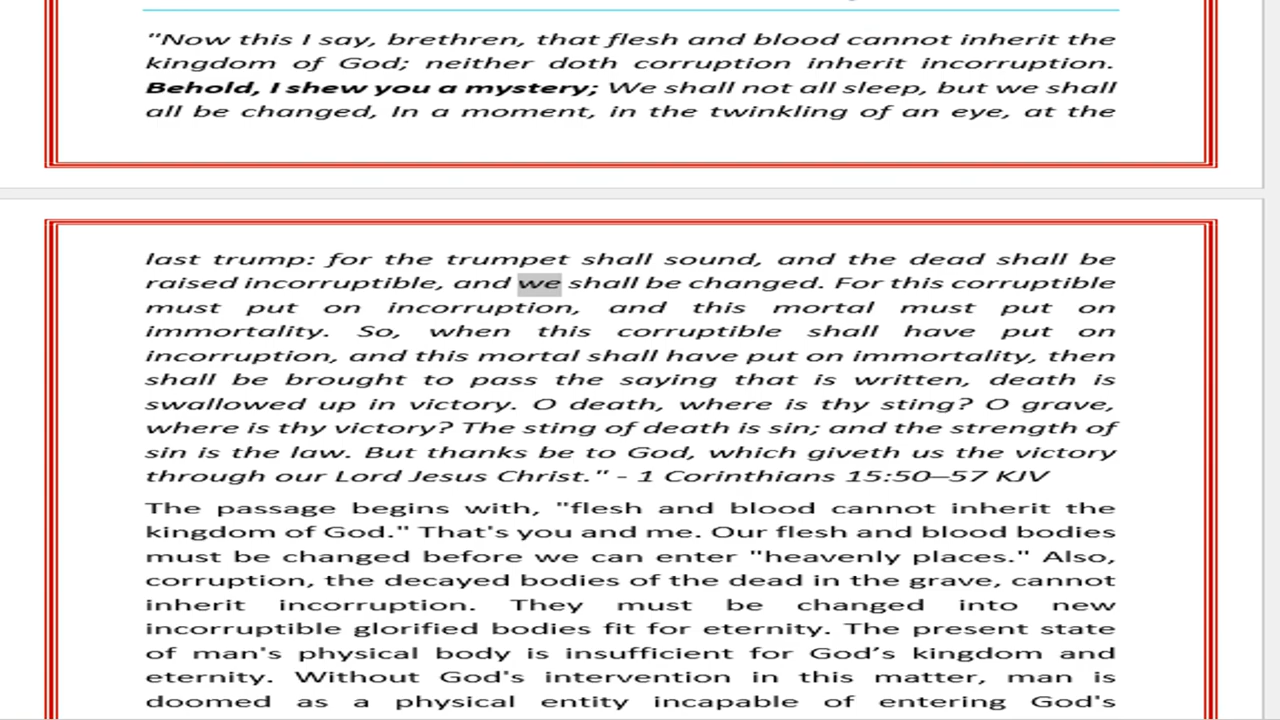 "Now this I say, brethren, that flesh and blood cannot inherit the
kingdom of God; neither doth corruption inherit incorruption.
Behold, I shew you a mystery; We shall not all sleep, but we shall
all be changed, In a moment, in the twinkling of an eye, at the
last trump: for the trumpet shall sound, and the dead shall be
raised incorruptible, and we shall be changed. For this corruptible
must put on incorruption, and this mortal must put on
immortality. So, when this corruptible shall have put on
incorruption, and this mortal shall have put on immortality, then
shall be brought to pass the saying that is written, death is
swallowed up in victory. O death, where is thy sting? O grave,
where is thy victory? The sting of death is sin; and the strength of
sin is the law. But thanks be to God, which giveth us the victory
through our Lord Jesus Christ." - 1 Corinthians 15:50–57 KJV
The passage begins with, "flesh and blood cannot inherit the
kingdom of God." That's you and me. Our flesh and blood bodies
must be changed before we can enter "heavenly places." Also,
corruption, the decayed bodies of the dead in the grave, cannot
inherit incorruption. They must be changed into new
incorruptible glorified bodies fit for eternity. The present state
of man's physical body is insufficient for God’s kingdom and
eternity. Without God's intervention in this matter, man is
doomed as a physical entity incapable of entering God's